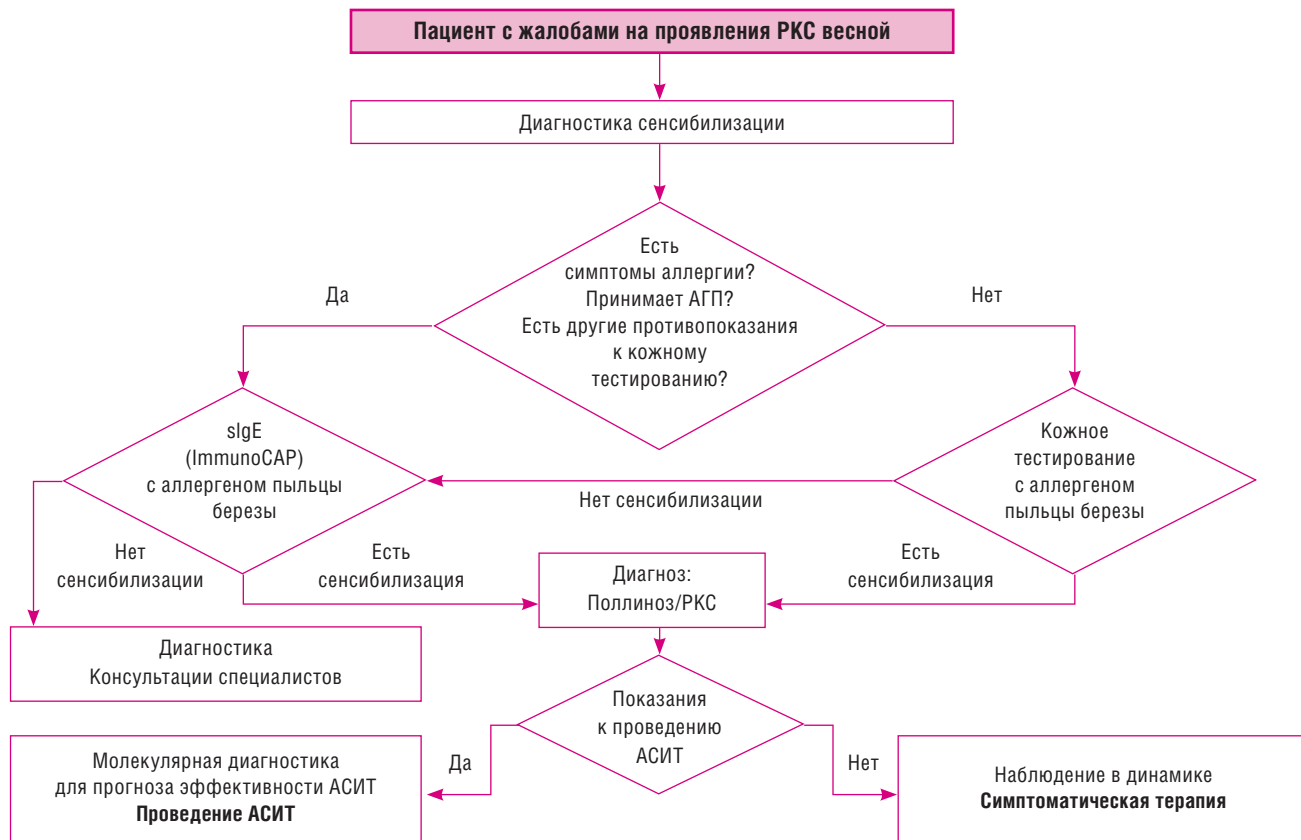 Пациент с жалобами на проявления РКС весной
Диагностика сенсибилизации
Есть
симптомы аллергии?
Принимает АГП?
Есть другие противопоказания
к кожному
тестированию?
Да
Нет
sIgE
(ImmunoCAP)
с аллергеном пыльцы
березы
Кожное
тестирование
с аллергеном
пыльцы березы
Нет сенсибилизации
Нет
сенсибилизации
Есть
сенсибилизация
Диагноз:
Поллиноз/РКС
Есть
сенсибилизация
Диагностика
Консультации специалистов
Показания
к проведению
АСИТ
Да
Нет
Молекулярная диагностика
для прогноза эффективности АСИТ
Проведение АСИТ
Наблюдение в динамике
Симптоматическая терапия